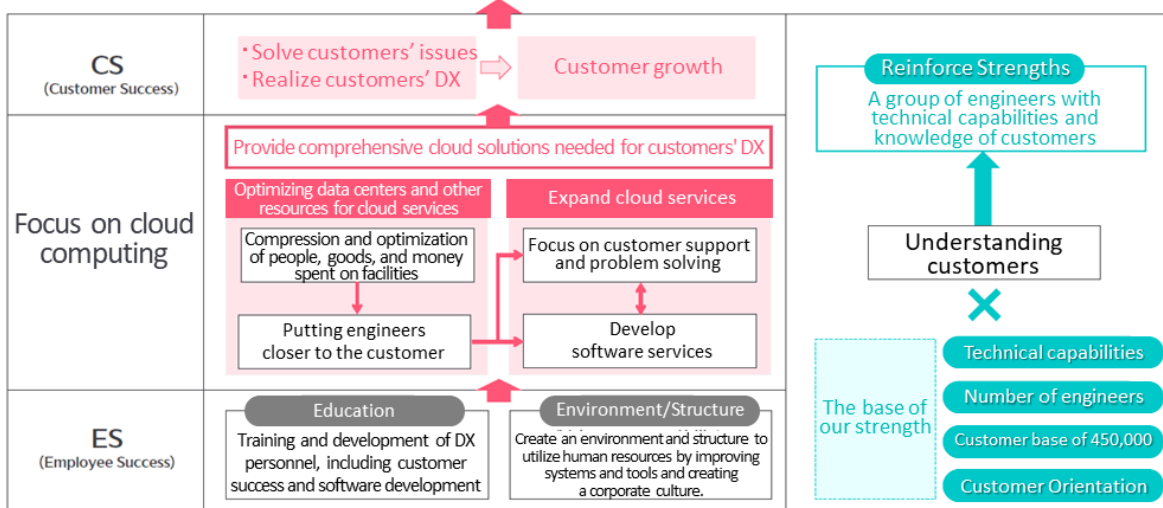 CS
(Customer Success)
・Solve customers' issues
・Realize customers' DX
Customer growth
Focus on cloud
computing
Provide comprehensive cloud solutions needed for customers' DX
Optimizing data centers and other
resources for cloud services
Compression and optimization
of people, goods, and money
spent on facilities
Putting engineers
closer to the customer
Expand cloud services
Focus on customer support
and problem solving
Develop
software services
ES
(Employee Success)
Education
Training and development of DX
personnel, including customer
success and software development
Environment/Structure
Create an environment and structure to
utilize human resources by improving
systems and tools and creating
a corporate culture.
Reinforce Strengths
A group of engineers with
technical capabilities and
knowledge of customers
Understanding
customers
The base of
our strength
Technical capabilities
Number of engineers
Customer base of 450,000
Customer Orientation